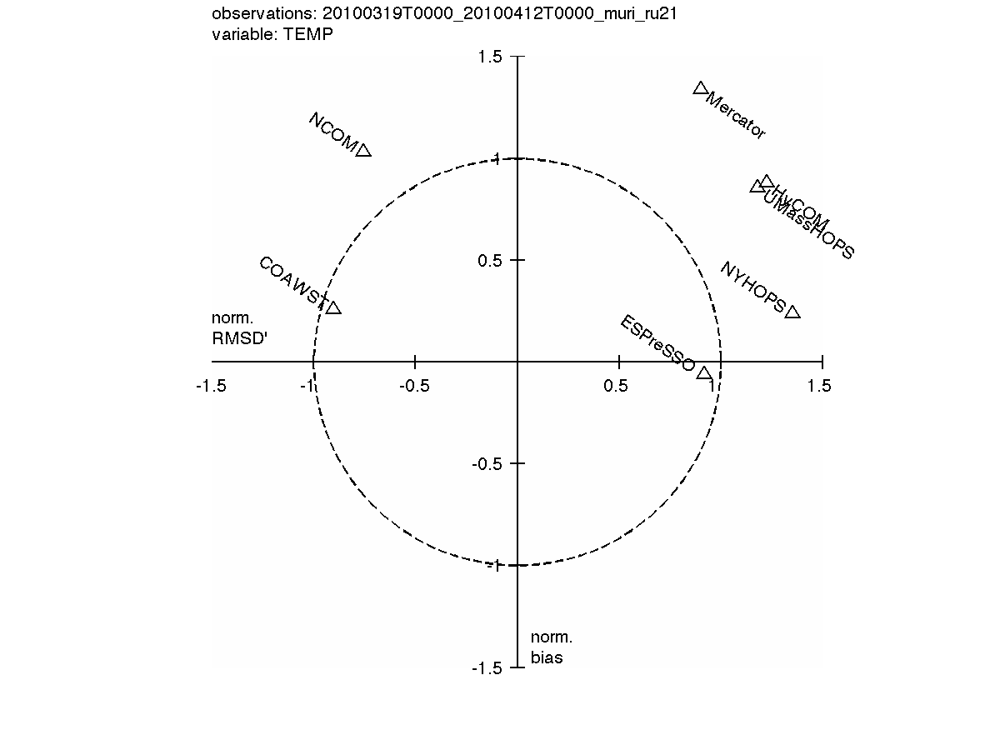 observations: 20100319T0000_20100412T0000_muri_ru21
variable: TEMP
1.5
Mercator
NCOM
1
HyCOM
UMassHOPS
0.5
COAWST
NYHOPS
norm.
RMSD'
ESPreSSO
-1.5
-1
-0.5
0.5
1
1.5
-0.5
-1
norm.
bias
-1.5